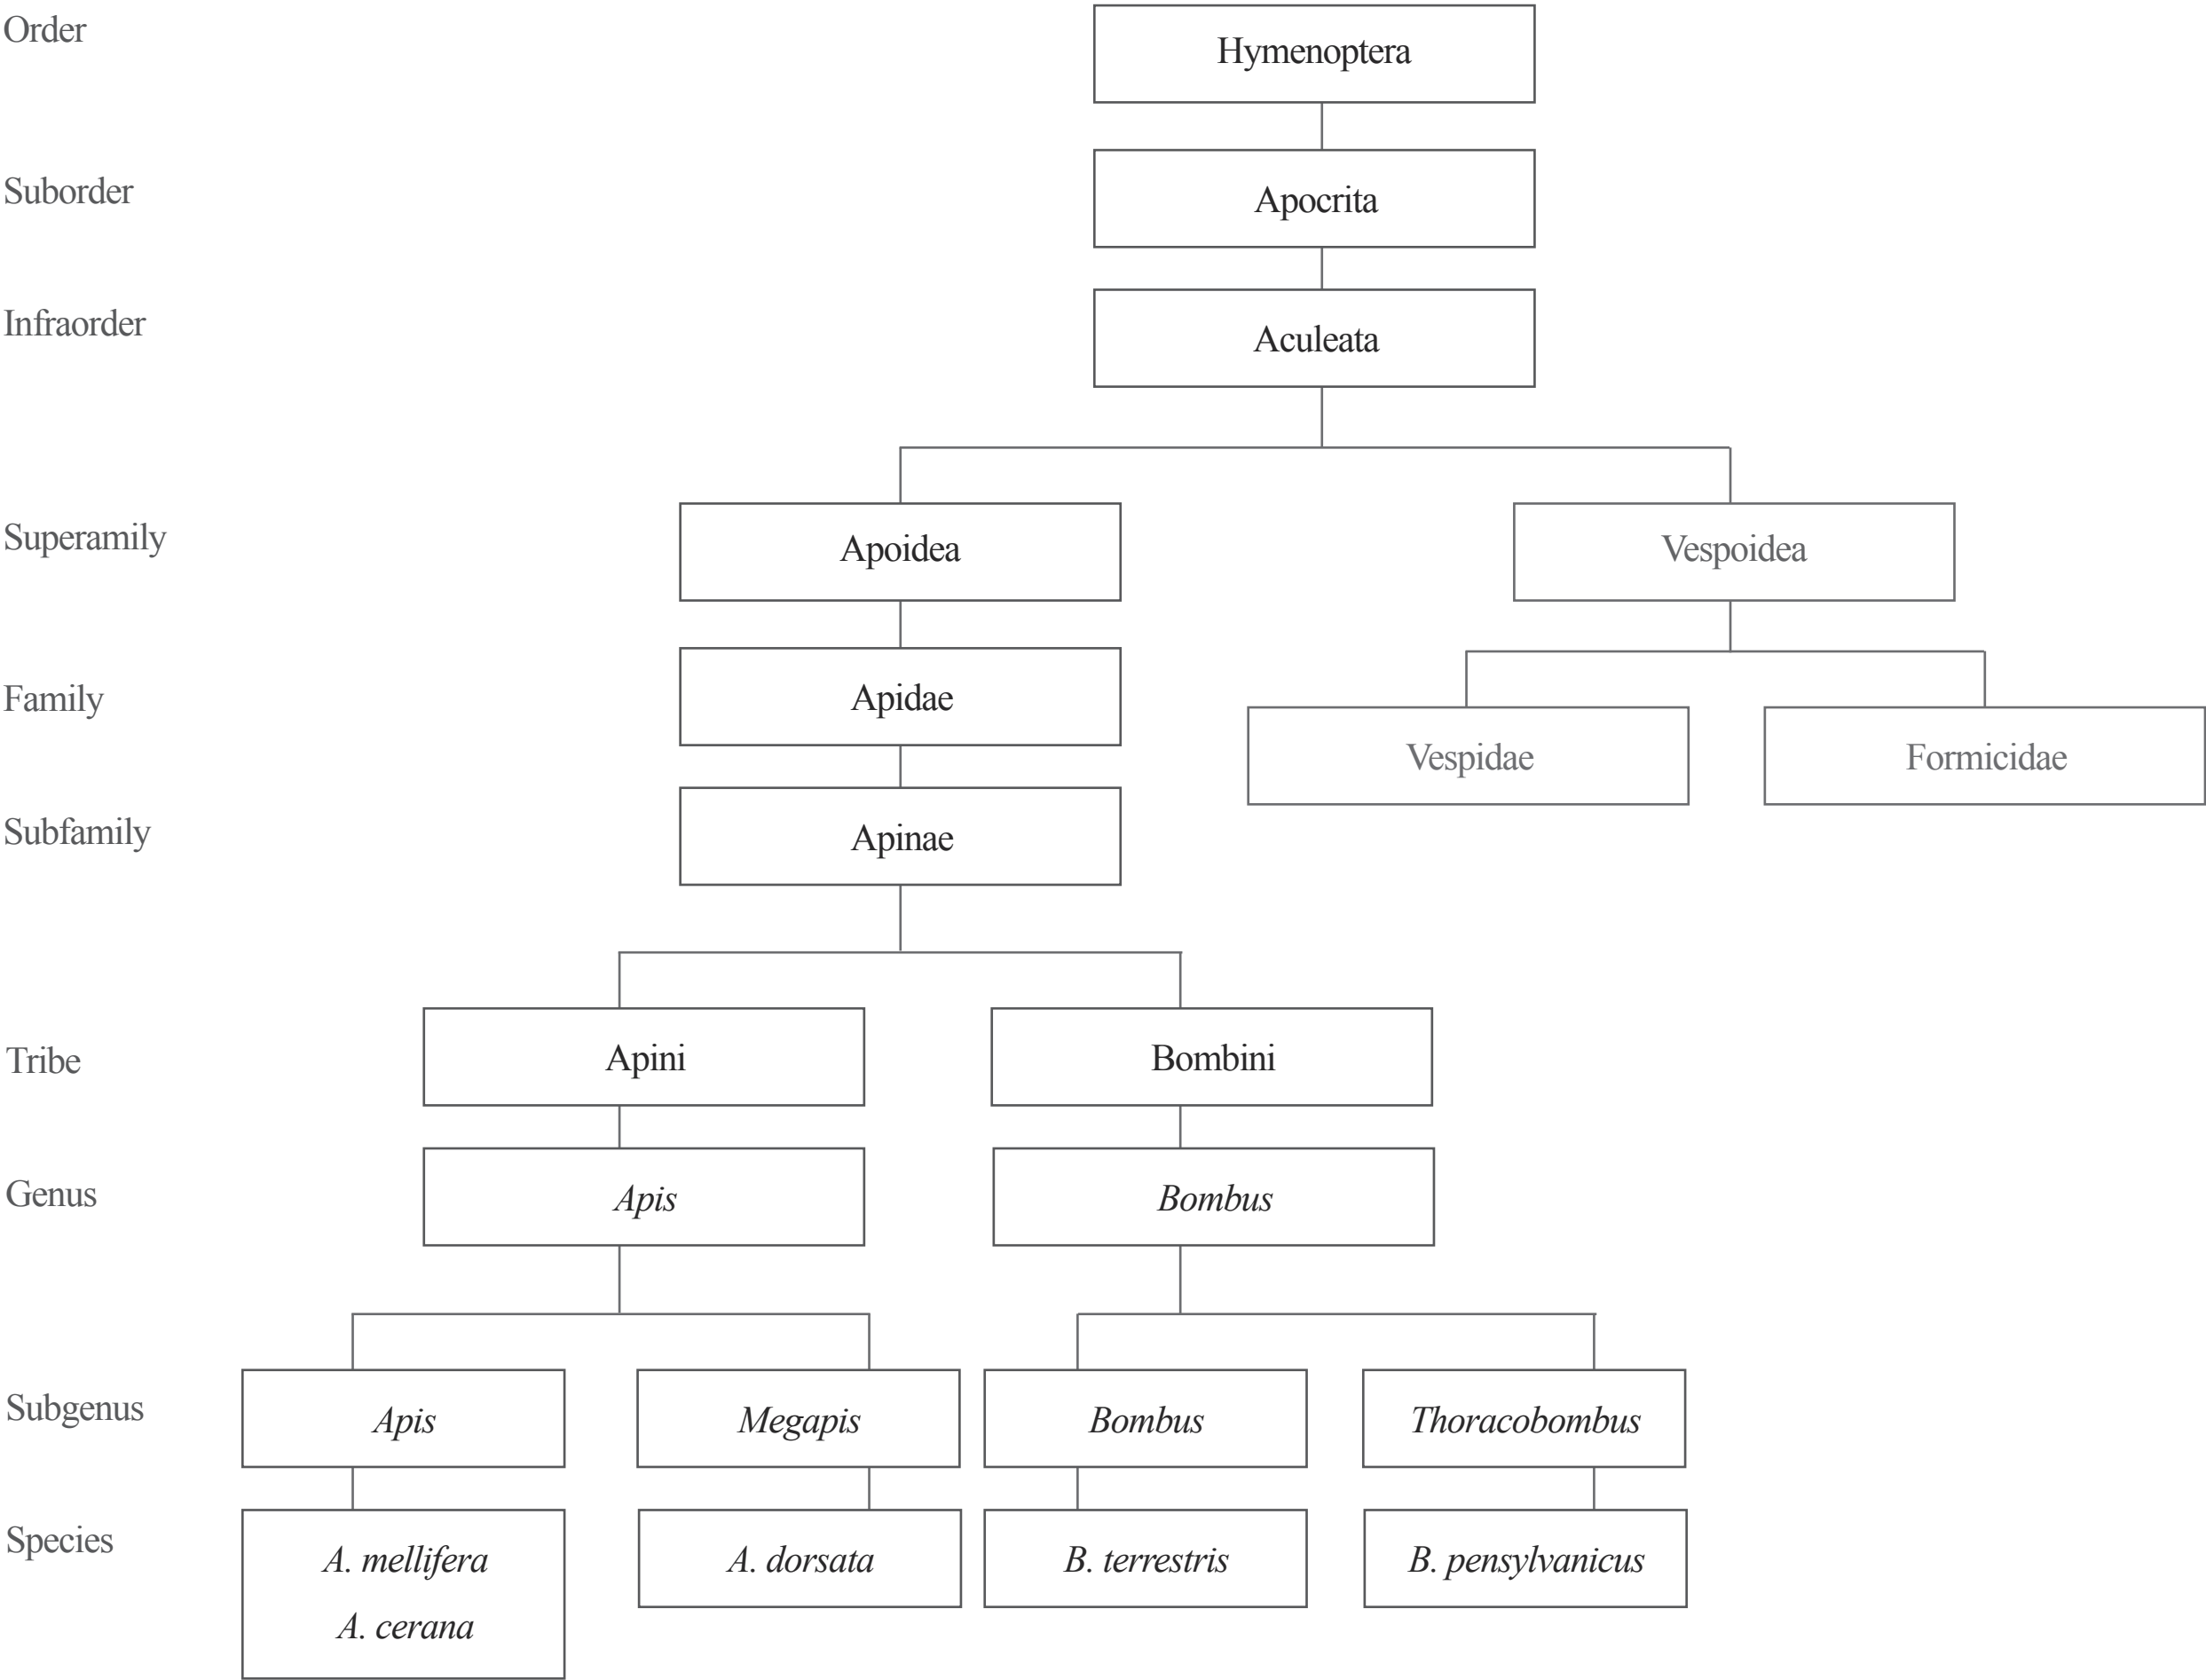 Order
Hymenoptera
Suborder
Apocrita
Infraorder
Aculeata
Superamily
Apoidea
Vespoidea
Family
Apidae
Vespidae
Formicidae
Subfamily
Apinae
Tribe
Apini
Bombini
Genus
Apis
Bombus
Subgenus
Apis
Megapis
Bombus
Thoracobombus
Species
A. mellifera
A. cerana
A. dorsata
B. terrestris
B. pensylvanicus